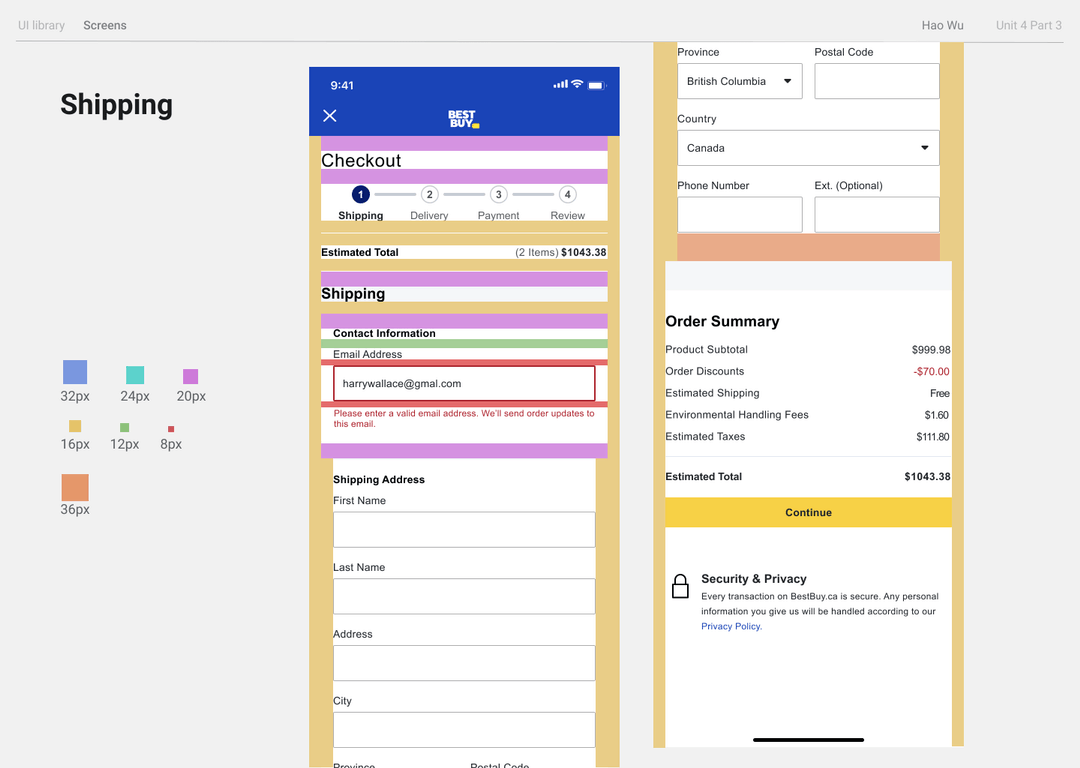 UI library Screens Hao Wu Unit 4 Part 3
Shipping
32px 24px 20px
16px 12px 8px
36px
9:41
BEST
BUY
Checkout
1 2 3 4
Shipping Delivery Payment Review
Estimated Total (2 Items) $1043.38
Shipping
Contact Information
Email Address
harrywallace@gmal.com
Please enter a valid email address. We'll send order updates to
this email.
Shipping Address
First Name
Last Name
Address
City
Province Postal Code
Province Postal Code
British Columbia
Country
Canada
Phone Number Ext. (Optional)
Order Summary
Product Subtotal $999.98
Order Discounts -$70.00
Estimated Shipping Free
Environmental Handling Fees $1.60
Estimated Taxes $111.80
Estimated Total $1043.38
Continue
Security & Privacy
Every transaction on BestBuy.ca is secure. Any personal
information you give us will be handled according to our
Privacy Policy.